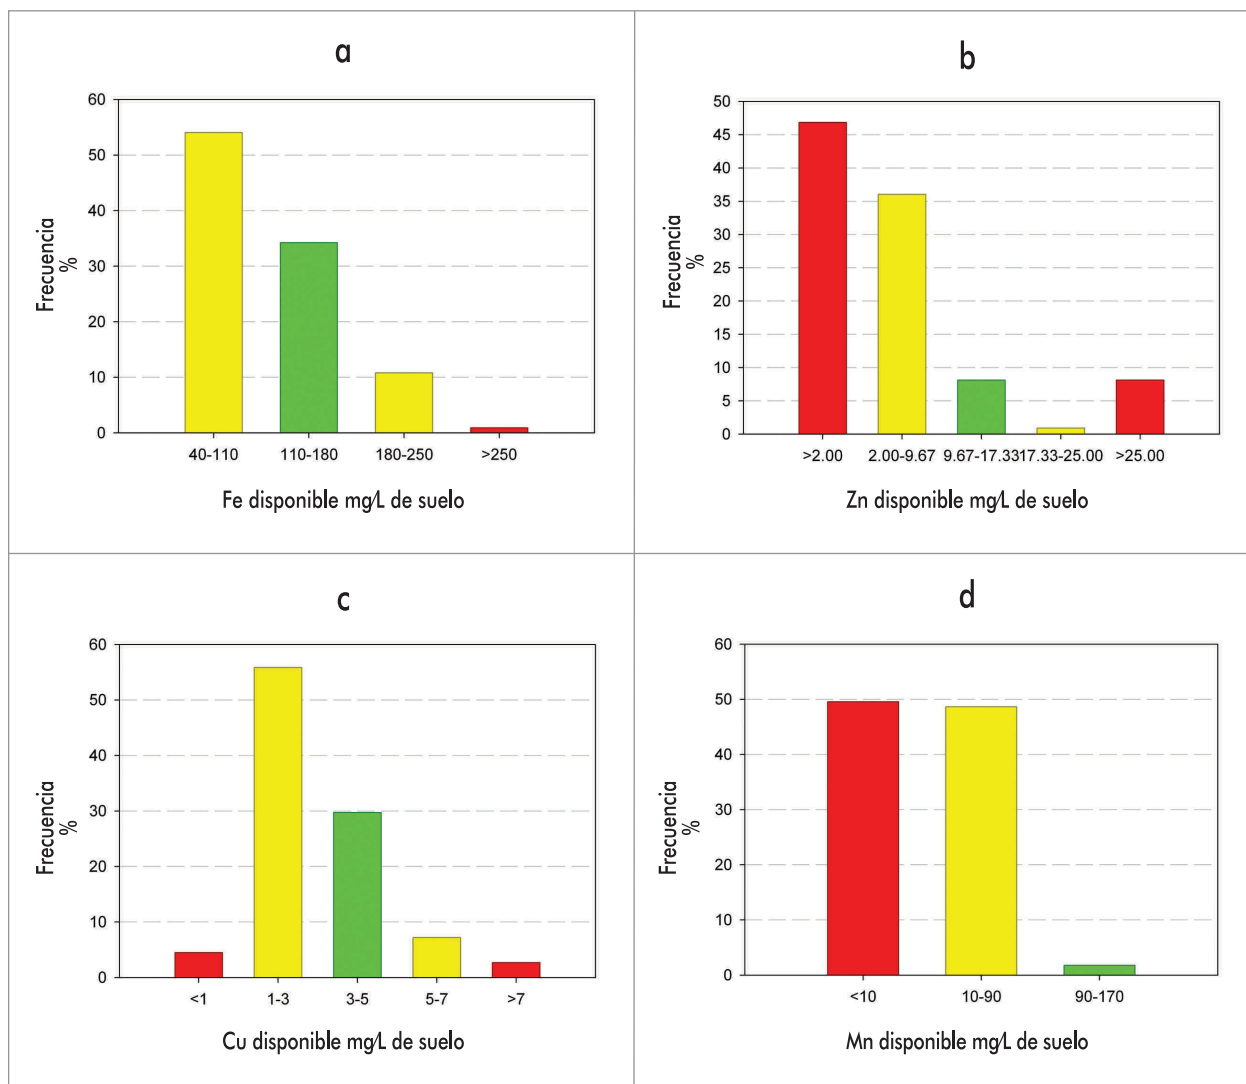 a
60
50
40
30
20
10
0
Frecuencia
%
40-110 110-180 180-250 >250
Fe disponible mg/L de suelo
b
50
45
40
35
30
25
20
15
10
5
0
Frecuencia
%
>2.00 2.00-9.67 9.67-17.33 17.33-25.00 >25.00
Zn disponible mg/L de suelo
c
60
50
40
30
20
10
0
Frecuencia
%
<1 1-3 3-5 5-7 >7
Cu disponible mg/L de suelo
d
60
50
40
30
20
10
0
Frecuencia
%
<10 10-90 90-170
Mn disponible mg/L de suelo